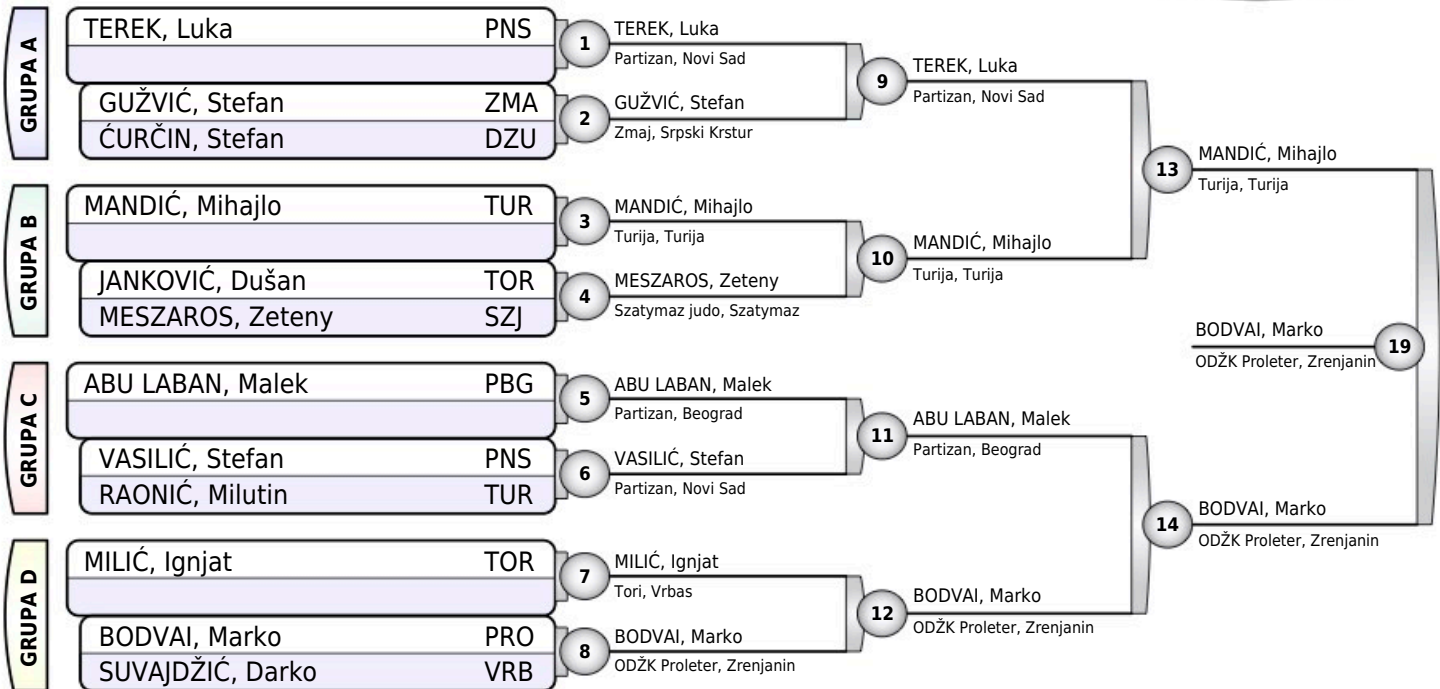 GRUPA A
TEREK, Luka PNS
GUŽVIĆ, Stefan ZMA
ĆURČIN, Stefan DZU
1
TEREK, Luka
Partizan, Novi Sad
2
GUŽVIĆ, Stefan
Zmaj, Srpski Krstur
9
TEREK, Luka
Partizan, Novi Sad
GRUPA B
MANDIĆ, Mihajlo TUR
JANKOVIĆ, Dušan TOR
MESZAROS, Zeteny SZJ
3
MANDIĆ, Mihajlo
Turija, Turija
4
MESZAROS, Zeteny
Szatymaz judo, Szatymaz
10
MANDIĆ, Mihajlo
Turija, Turija
13
MANDIĆ, Mihajlo
Turija, Turija
GRUPA C
ABU LABAN, Malek PBG
VASILIĆ, Stefan PNS
RAONIĆ, Milutin TUR
5
ABU LABAN, Malek
Partizan, Beograd
6
VASILIĆ, Stefan
Partizan, Novi Sad
11
ABU LABAN, Malek
Partizan, Beograd
GRUPA D
MILIĆ, Ignjat TOR
BODVAI, Marko PRO
SUVAJDŽIĆ, Darko VRB
7
MILIĆ, Ignjat
Tori, Vrbas
8
BODVAI, Marko
ODŽK Proleter, Zrenjanin
12
BODVAI, Marko
ODŽK Proleter, Zrenjanin
14
BODVAI, Marko
ODŽK Proleter, Zrenjanin
BODVAI, Marko
ODŽK Proleter, Zrenjanin
19